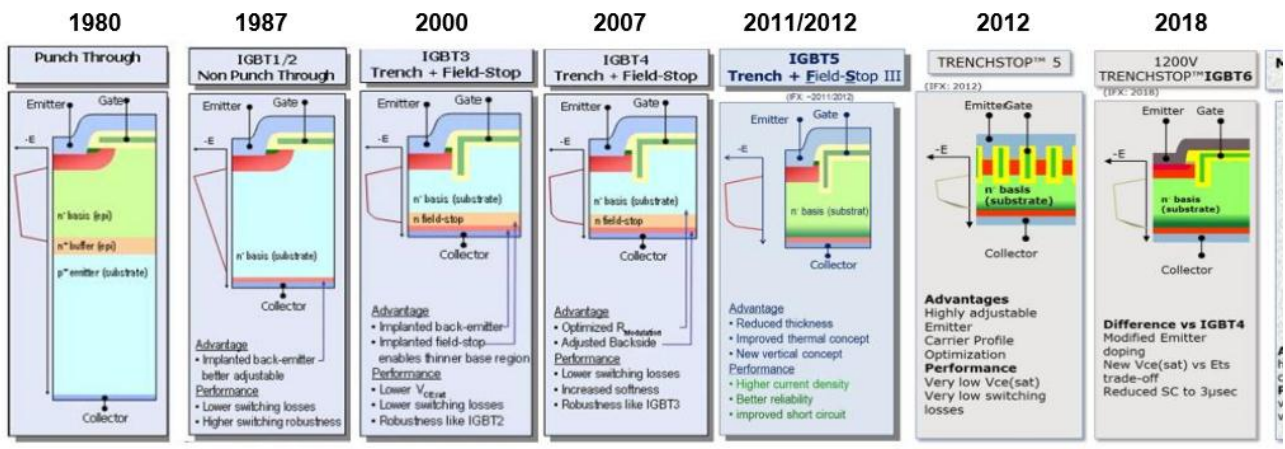 1980
1987
2000
2007
2011/2012
2012
2018
Punch Through
Emitter
Gate
-E
n- basis (epi)
n+ buffer (epi)
p+ emitter (substrate)
Collector
IGBT1/2
Non Punch Through
Emitter
Gate
-E
n- basis (substrate)
Collector
Advantage
• Implanted back-emitter
better adjustable
Performance
• Lower switching losses
• Higher switching robustness
IGBT3
Trench + Field-Stop
Emitter
Gate
-E
n- basis (substrate)
n field-stop
Collector
Advantage
• Implanted back-emitter
• Implanted field-stop
enables thinner base region
Performance
• Lower VCEsat
• Lower switching losses
• Robustness like IGBT2
IGBT4
Trench + Field-Stop
Emitter
Gate
-E
n- basis (substrate)
n field-stop
Collector
Advantage
• Optimized RModulation
• Adjusted Backside
Performance
• Lower switching losses
• Increased softness
• Robustness like IGBT3
IGBT5
Trench + Field-Stop III
(IFX: ~2011/2012)
Emitter
Gate
-E
n- basis (substrat)
Collector
Advantage
• Reduced thickness
• Improved thermal concept
• New vertical concept
Performance
• Higher current density
• Better reliability
• improved short circuit
TRENCHSTOP™ 5
(IFX: 2012)
EmitterGate
-E
n- basis
(substrate)
Collector
Advantages
Highly adjustable
Emitter
Carrier Profile
Optimization
Performance
Very low Vce(sat)
Very low switching
losses
1200V
TRENCHSTOP™IGBT6
(IFX: 2018)
Emitter
Gate
-E
n- basis
(substrate)
Collector
Difference vs IGBT4
Modified Emitter
doping
New Vce(sat) vs Ets
trade-off
Reduced SC to 3µsec